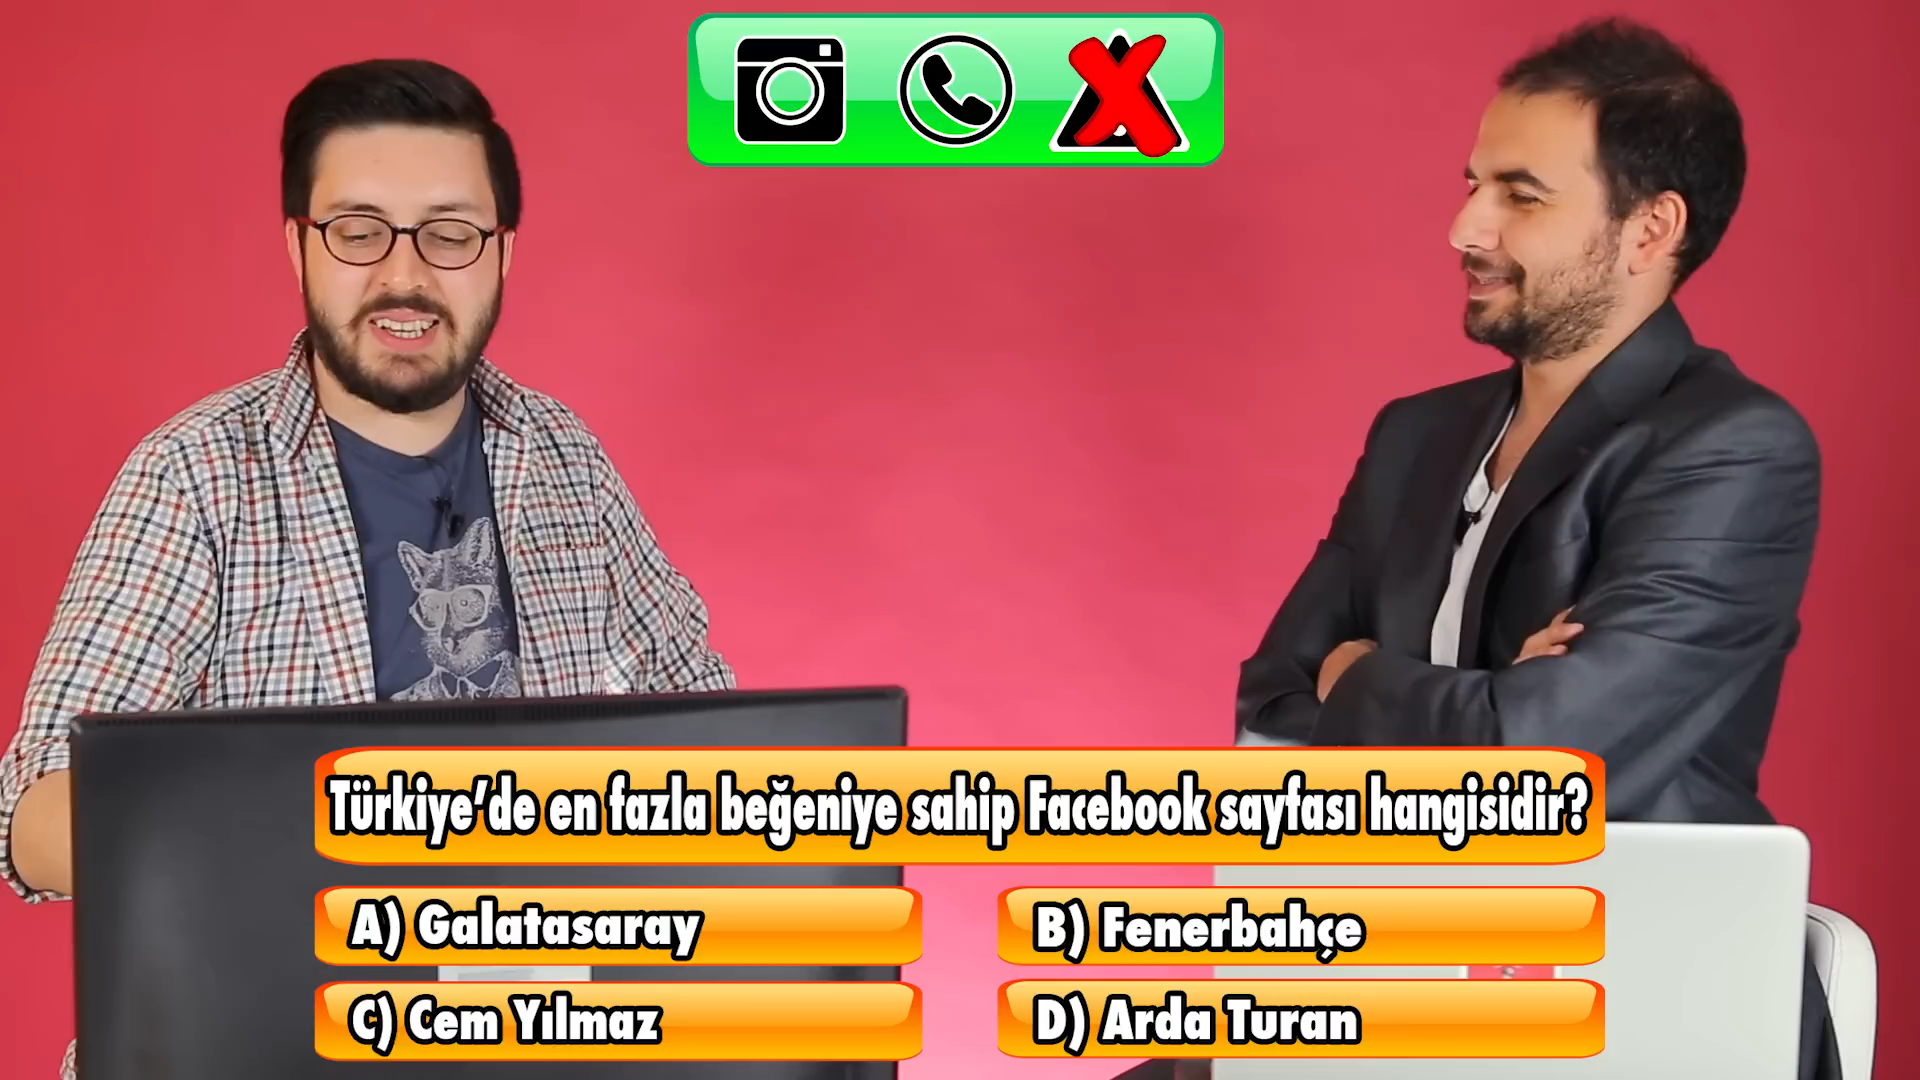 Türkiye'de en fazla beğeniye sahip Facebook sayfası hangisidir?
A) Galatasaray
B) Fenerbahçe
C) Cem Yılmaz
D) Arda Turan